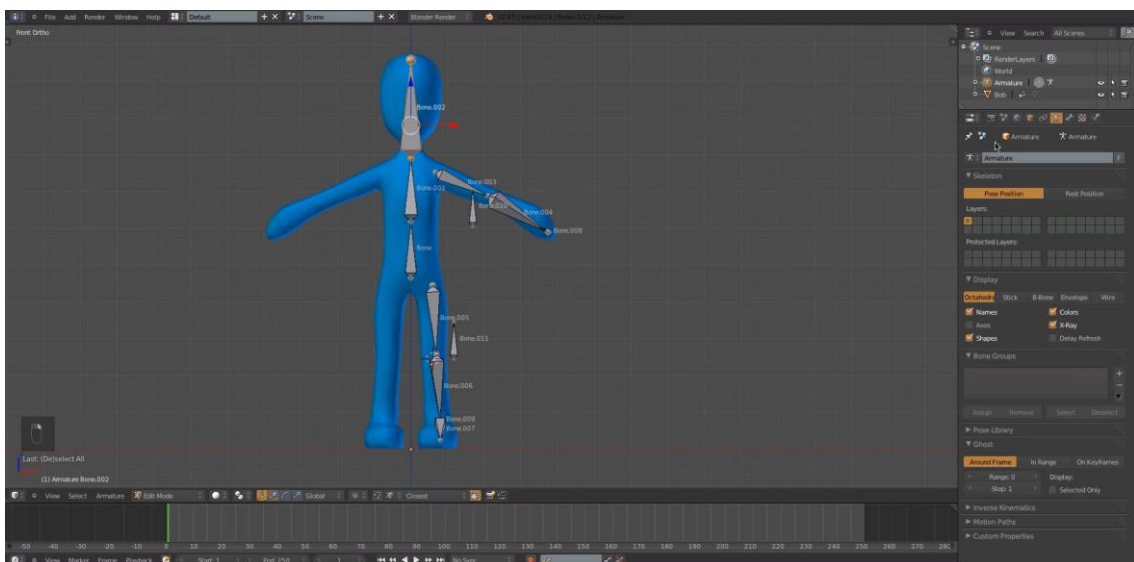 File Add Render Window Help Default Scene Blender Render
View Search All Scenes
Front Ortho
Scene
RenderLayers
World
Armature
Bob
Bone.002
Armature Armature
Armature F
Bone.003
Bone.001
Skeleton
Pose Position Rest Position
Bone.010
Bone.004
Layers:
Bone.008
Protected Layers:
Bone
Display
Octahedral Stick B-Bone Envelope Wire
Names Colors
Axes X-Ray
Shapes Delay Refresh
Bone.005
Bone.011
Bone Groups
Bone.006
Assign Remove Select Deselect
Bone.009
Bone.007
Pose Library
Ghost
Last: (De)select All
Around Frame In Range On Keyframes
Range: 0 Display:
Step: 1 Selected Only
(1) Armature Bone.002
View Select Armature Edit Mode Global Closest
Inverse Kinematics
Motion Paths
Custom Properties
-50 -40 -30 -20 -10 0 10 20 30 40 50 60 70 80 90 100 110 120 130 140 150 160 170 180 190 200 210 220 230 240 250 260 270 280
View Marker Frame Playback Start: 1 End: 250 1 No Sync